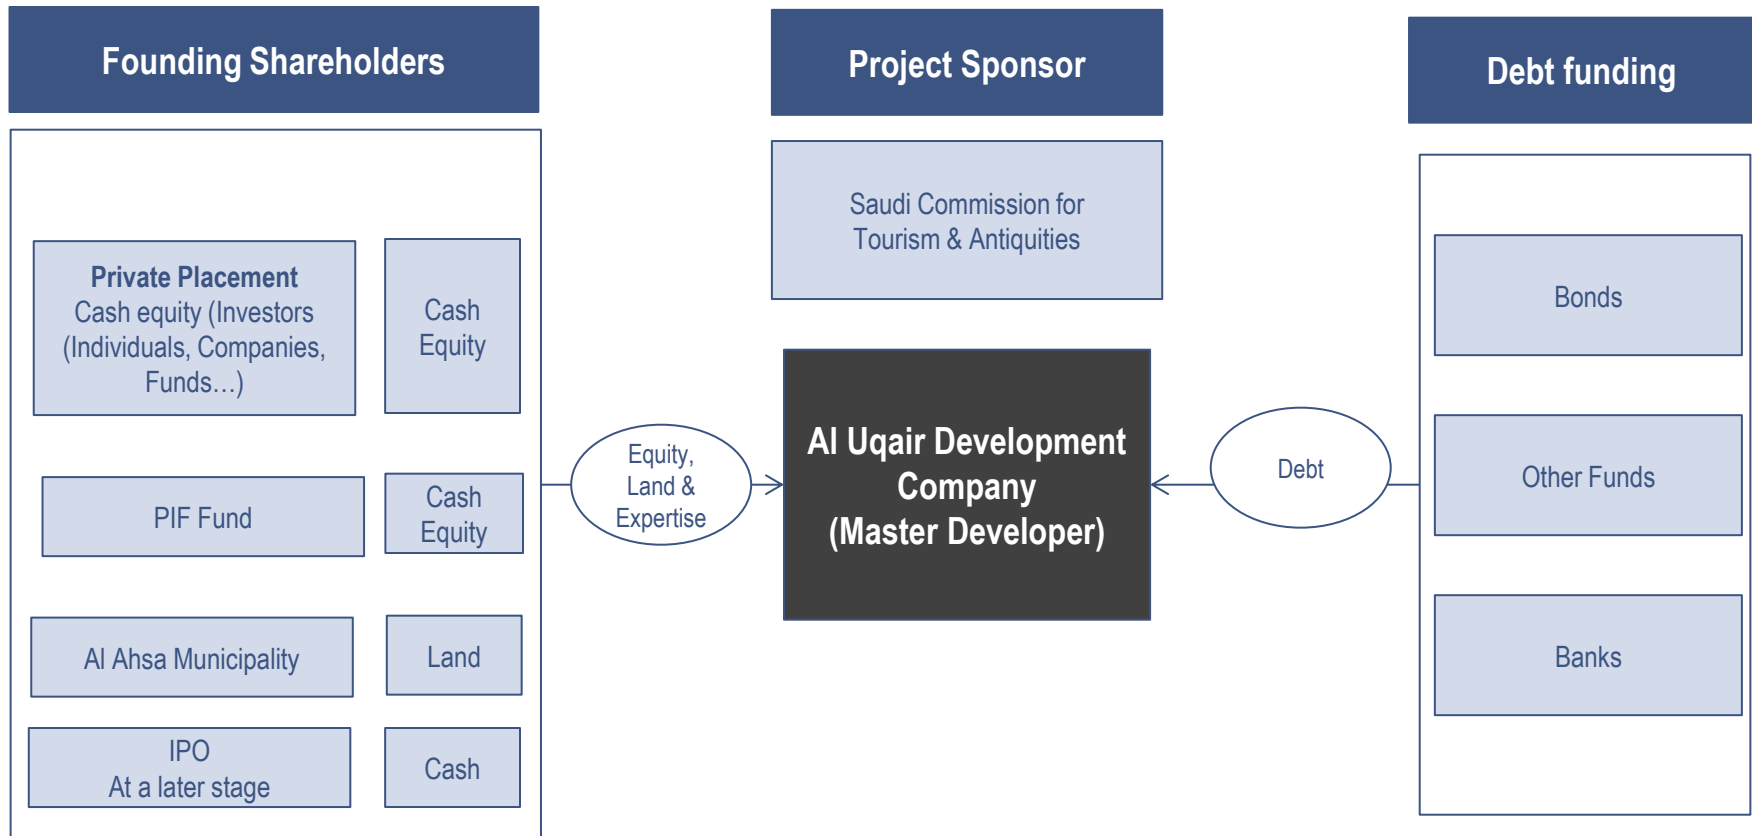 Founding Shareholders
Private Placement
Cash equity (Investors
(Individuals, Companies,
Funds…)
Cash
Equity
PIF Fund
Cash
Equity
Al Ahsa Municipality
Land
IPO
At a later stage
Cash
Equity,
Land &
Expertise
Project Sponsor
Saudi Commission for
Tourism & Antiquities
Al Uqair Development
Company
(Master Developer)
Debt
Debt funding
Bonds
Other Funds
Banks